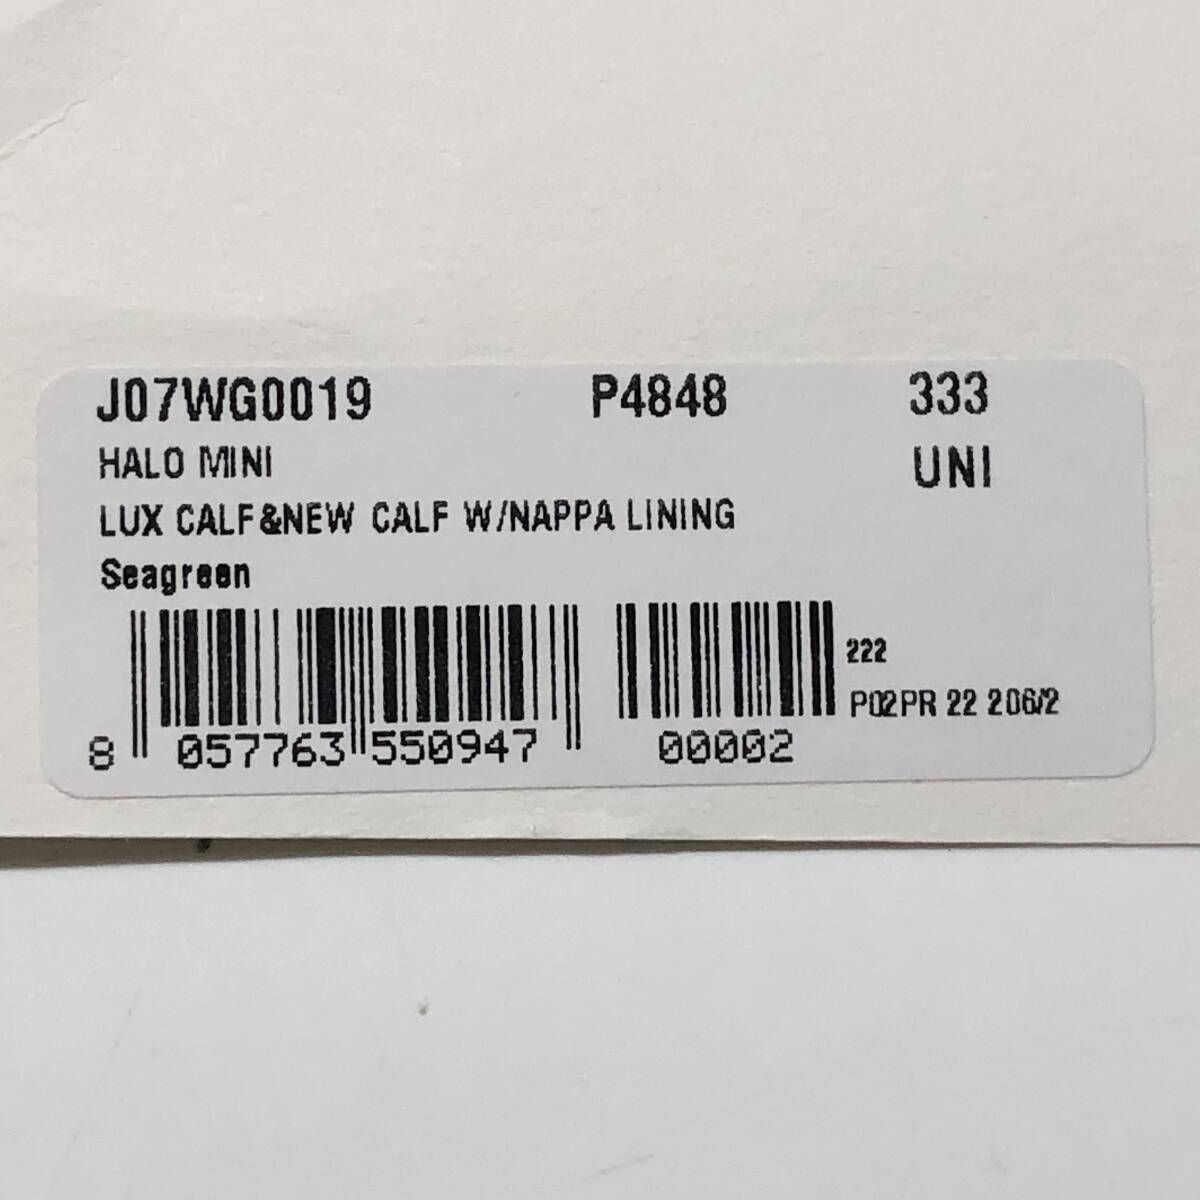 J07WG0019 P4848 333
HALO MINI UNI
LUX CALF&NEW CALF W/NAPPA LINING
Seagreen
222
P02PR 22 206/2
8 057763 550947 00002